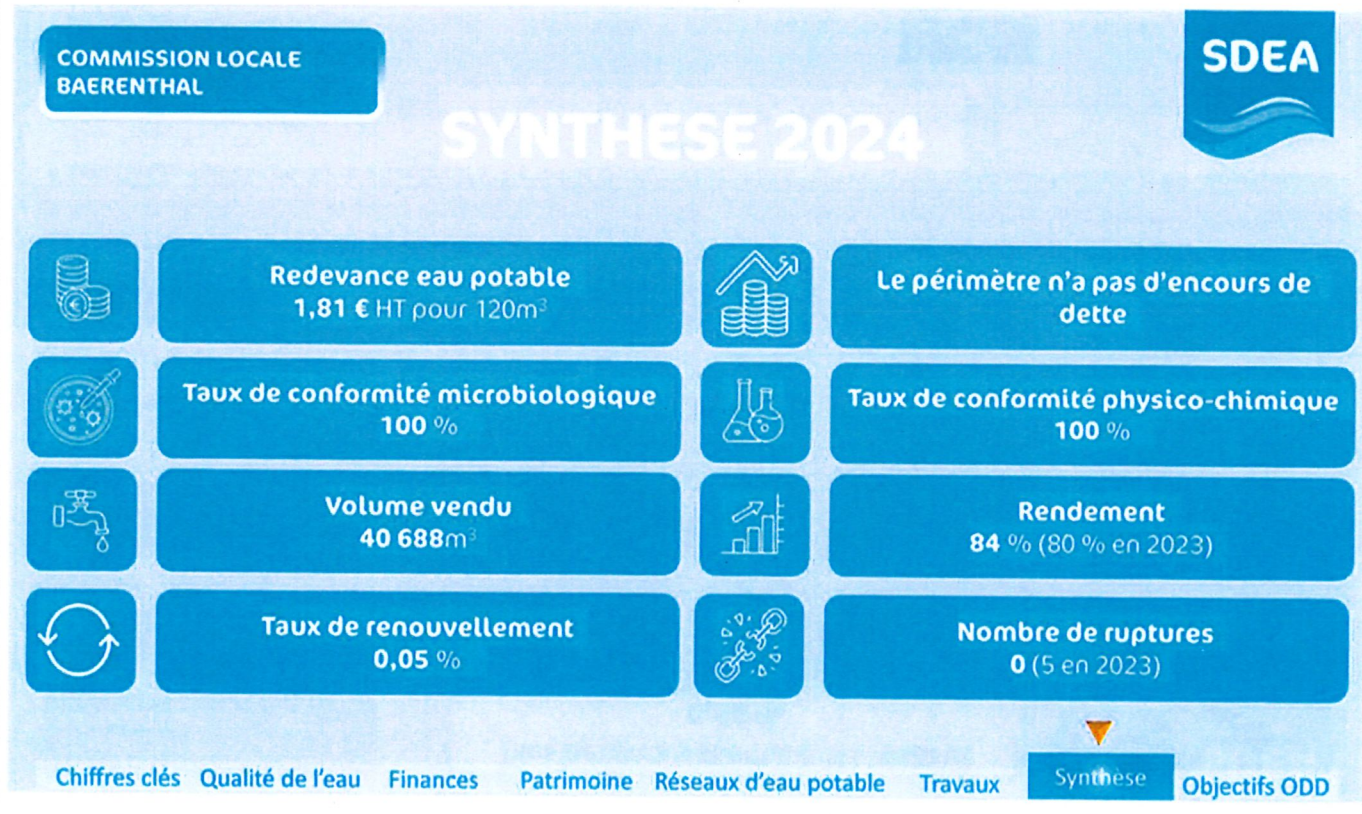 COMMISSION LOCALE
BAERENTHAL
SDEA
SYNTHESE 2024
Redevance eau potable
1,81 € HT pour 120m³
Le périmètre n'a pas d'encours de
dette
Taux de conformité microbiologique
100 %
Taux de conformité physico-chimique
100 %
Volume vendu
40 688m³
Rendement
84 % (80 % en 2023)
Taux de renouvellement
0,05 %
Nombre de ruptures
0 (5 en 2023)
Chiffres clés Qualité de l'eau Finances Patrimoine Réseaux d'eau potable Travaux Synthèse Objectifs ODD